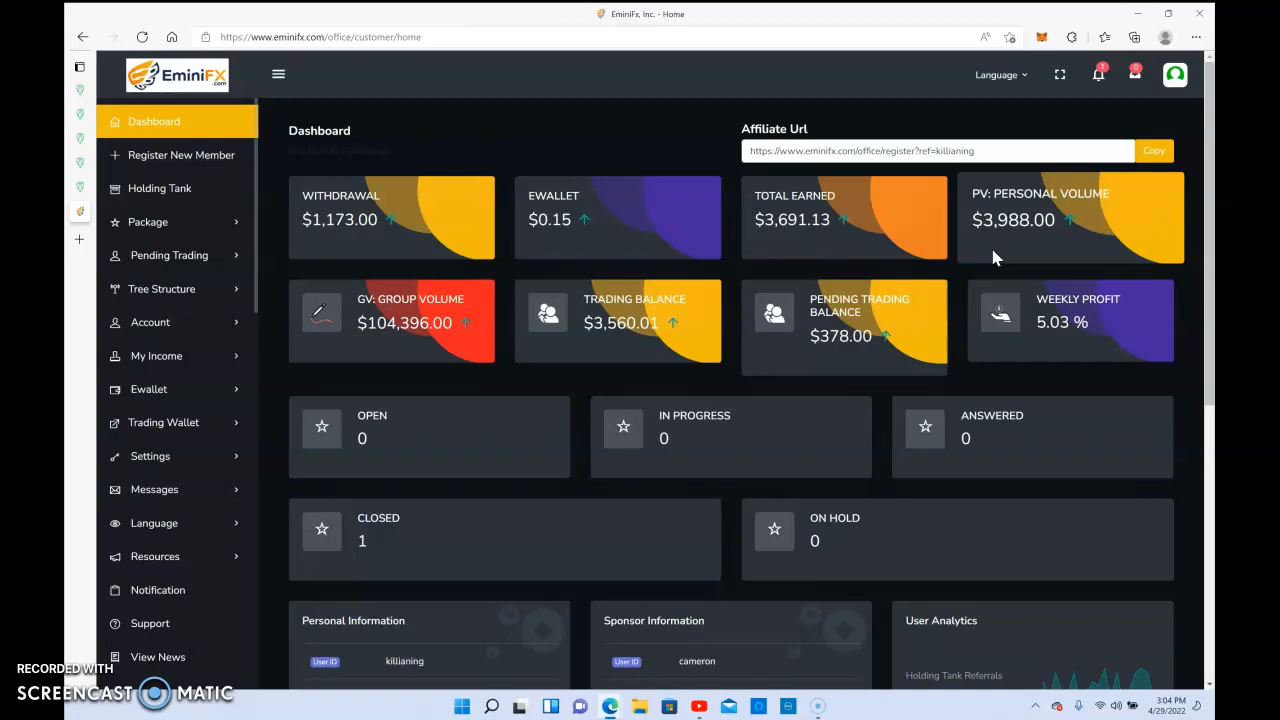 EminiFx, Inc. - Home
https://www.eminifx.com/office/customer/home
EminiFX
.com
Language
1
0
Dashboard
Register New Member
Holding Tank
Package
Pending Trading
Tree Structure
Account
My Income
Ewallet
Trading Wallet
Settings
Messages
Language
Resources
Notification
Support
View News
Dashboard
Affiliate Url
https://www.eminifx.com/office/register?ref=killianing
Copy
WITHDRAWAL
$1,173.00
EWALLET
$0.15
TOTAL EARNED
$3,691.13
PV: PERSONAL VOLUME
$3,988.00
GV: GROUP VOLUME
$104,396.00
TRADING BALANCE
$3,560.01
PENDING TRADING
BALANCE
$378.00
WEEKLY PROFIT
5.03 %
OPEN
0
IN PROGRESS
0
ANSWERED
0
CLOSED
1
ON HOLD
0
Personal Information
User ID killianing
Sponsor Information
User ID cameron
User Analytics
Holding Tank Referrals
RECORDED WITH
SCREENCAST MATIC
3:04 PM
4/29/2022